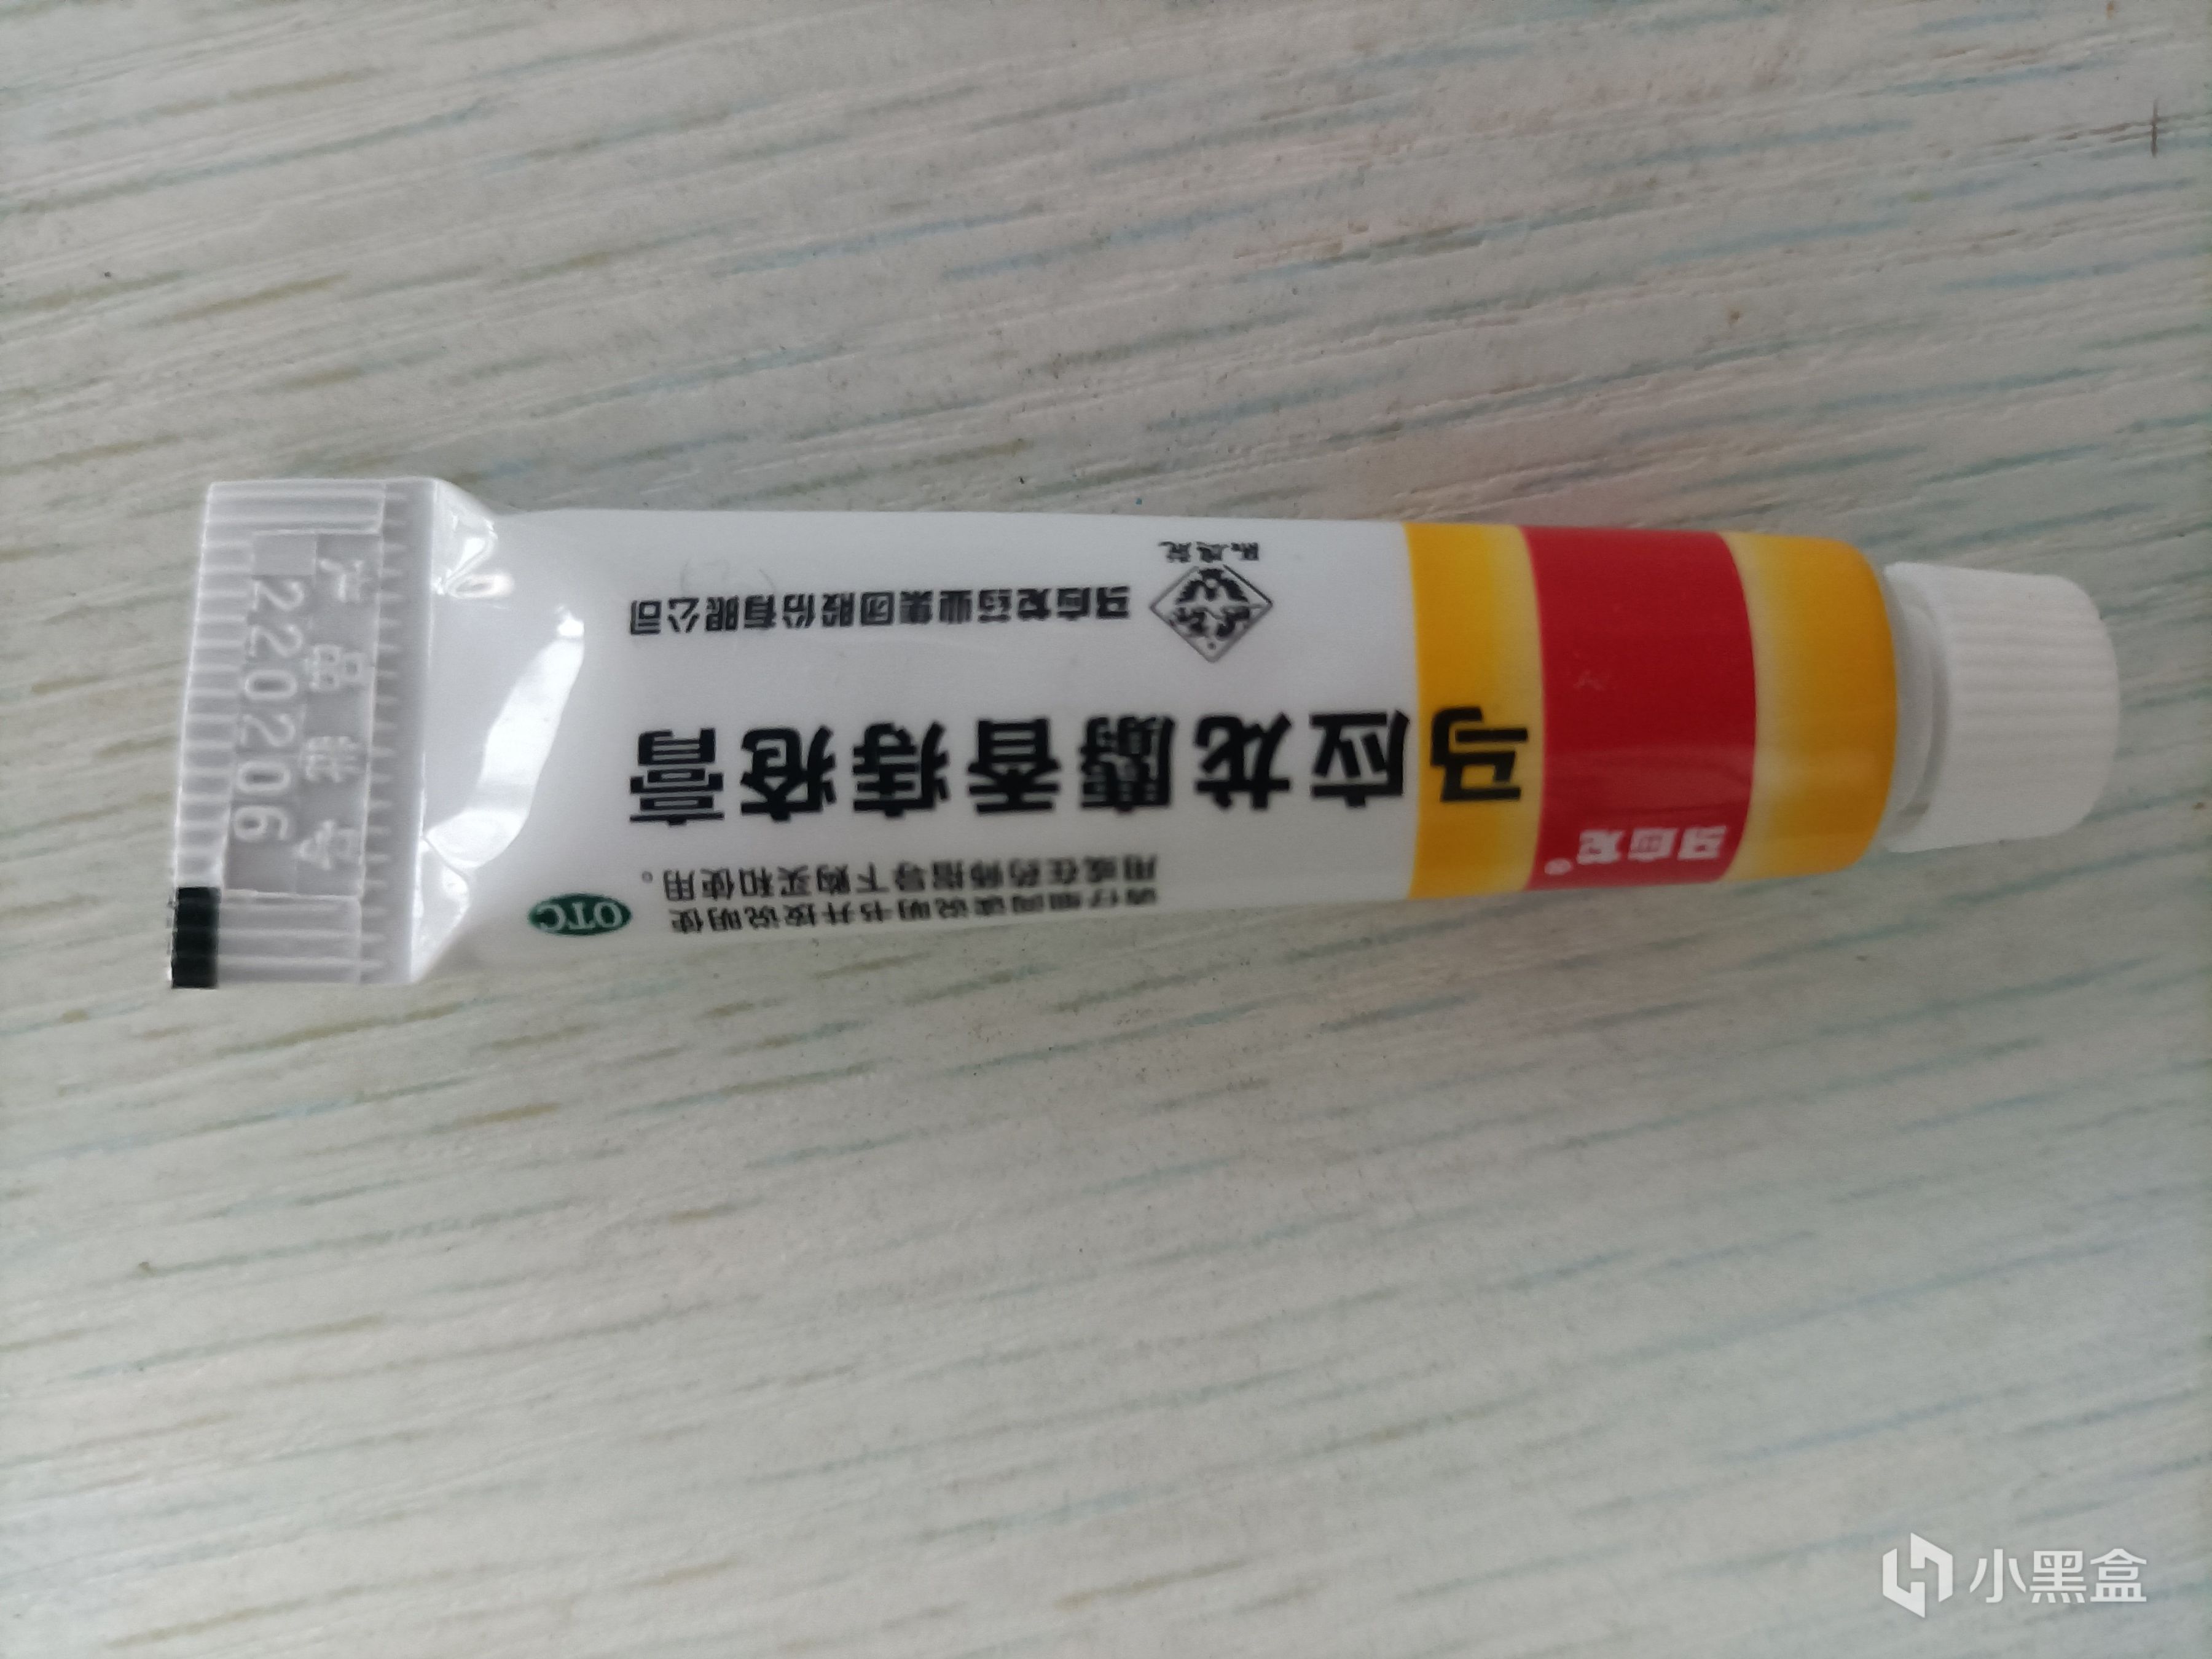 马应龙
请仔细阅读说明书并按说明使
用或在药师指导下购买和使用。
OTC
马应龙麝香痔疮膏
马应龙药业集团股份有限公司
产品批号
220206
小黑盒